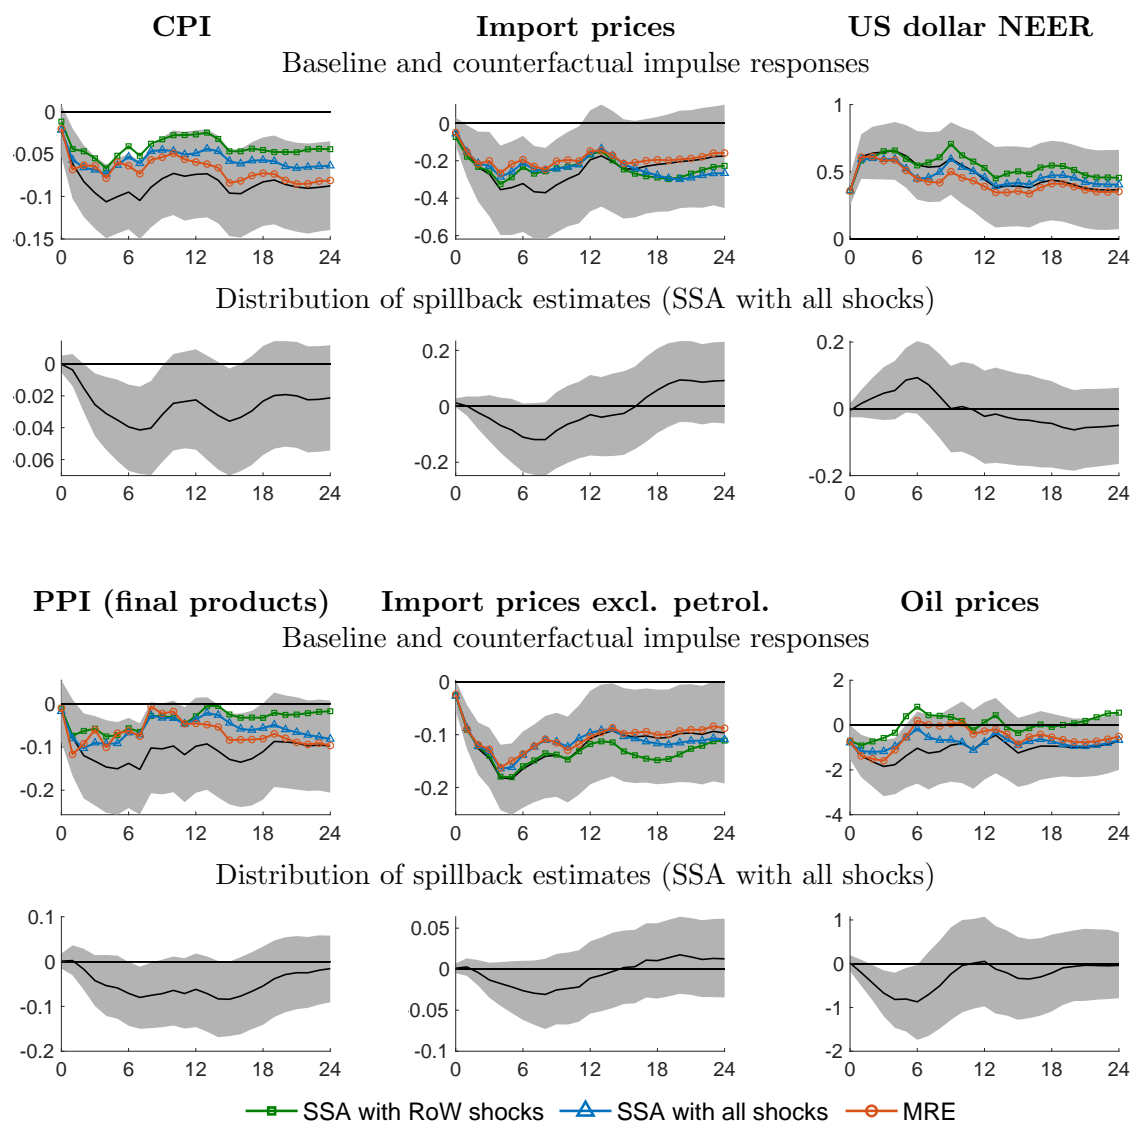 CPI Import prices US dollar NEER
Baseline and counterfactual impulse responses
0 -0.05 -0.1 -0.15 0 6 12 18 24
0 -0.2 -0.4 -0.6 0 6 12 18 24
1 0.5 0 0 6 12 18 24
Distribution of spillback estimates (SSA with all shocks)
0 -0.02 -0.04 -0.06 0 6 12 18 24
0.2 0 -0.2 0 6 12 18 24
0.2 0 -0.2 0 6 12 18 24
PPI (final products) Import prices excl. petrol. Oil prices
Baseline and counterfactual impulse responses
0 -0.1 -0.2 0 6 12 18 24
0 -0.1 -0.2 0 6 12 18 24
2 0 -2 -4 0 6 12 18 24
Distribution of spillback estimates (SSA with all shocks)
0.1 0 -0.1 -0.2 0 6 12 18 24
0.05 0 0.05 -0.1 0 6 12 18 24
1 0 -1 -2 0 6 12 18 24
SSA with RoW shocks SSA with all shocks MRE